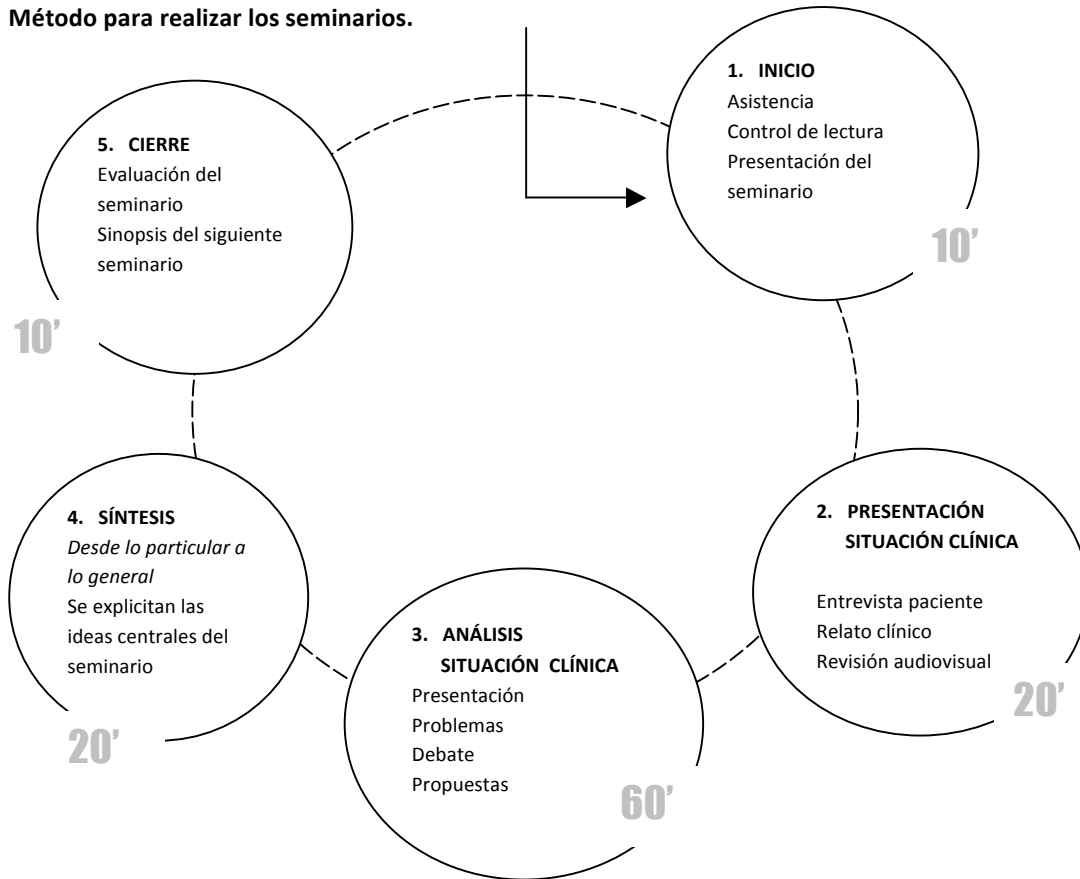 Método para realizar los seminarios.
1. INICIO
Asistencia
Control de lectura
Presentación del
seminario
10’
2. PRESENTACIÓN
SITUACIÓN CLÍNICA
Entrevista paciente
Relato clínico
Revisión audiovisual
20’
3. ANÁLISIS
SITUACIÓN CLÍNICA
Presentación
Problemas
Debate
Propuestas
60’
4. SÍNTESIS
Desde lo particular a
lo general
Se explicitan las
ideas centrales del
seminario
20’
5. CIERRE
Evaluación del
seminario
Sinopsis del siguiente
seminario
10’